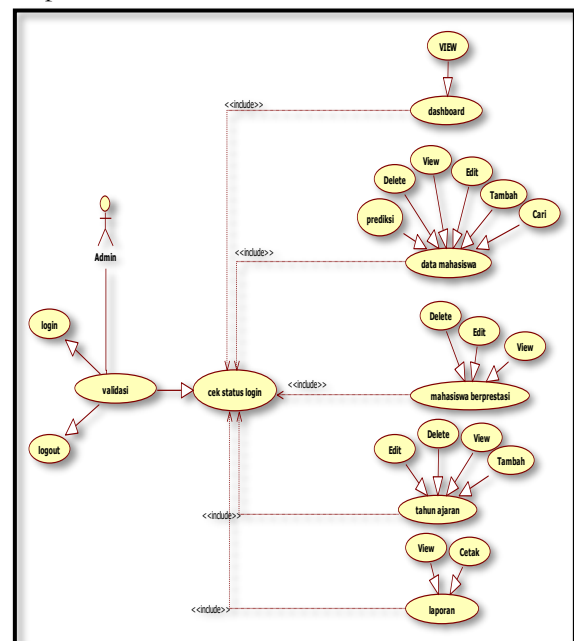 VIEW
<<include>>
dashboard
View
Edit
Delete
Tambah
prediksi
Cari
Admin
<<include>>
data mahasiswa
Delete
login
Edit
View
validasi
cek status login
<<include>>
mahasiswa berprestasi
Delete
View
logout
Edit
Tambah
<<include>>
tahun ajaran
View
Cetak
<<include>>
laporan